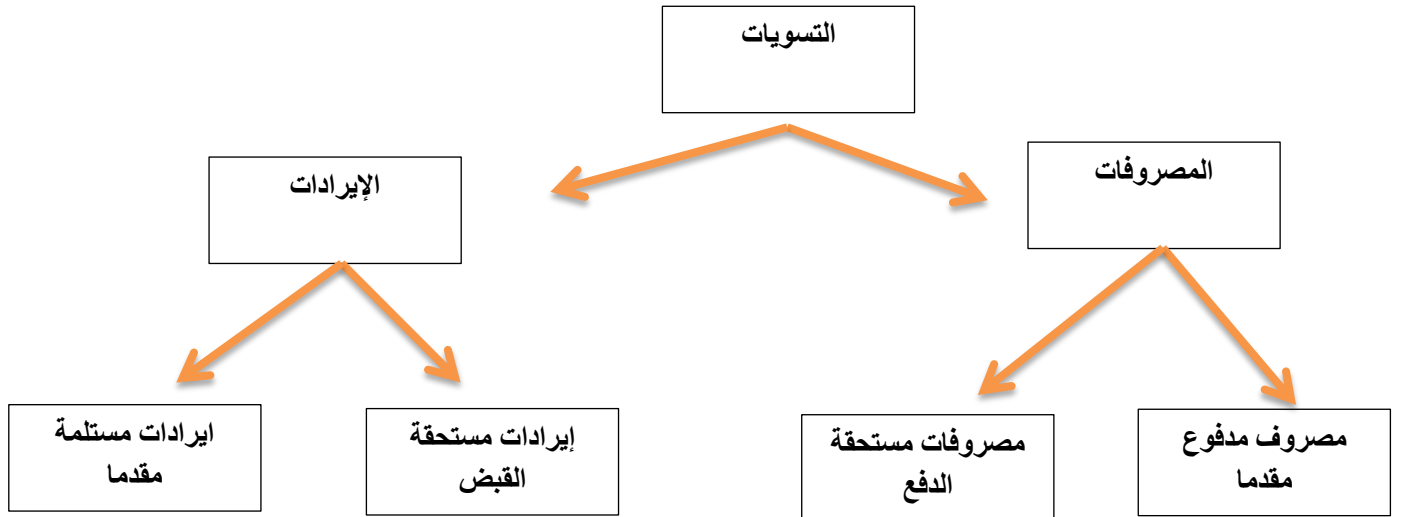 التسويات
المصروفات
الإيرادات
مصروف مدفوع
مقدما
مصروفات مستحقة
الدفع
إيرادات مستحقة
القبض
ايرادات مستلمة
مقدما